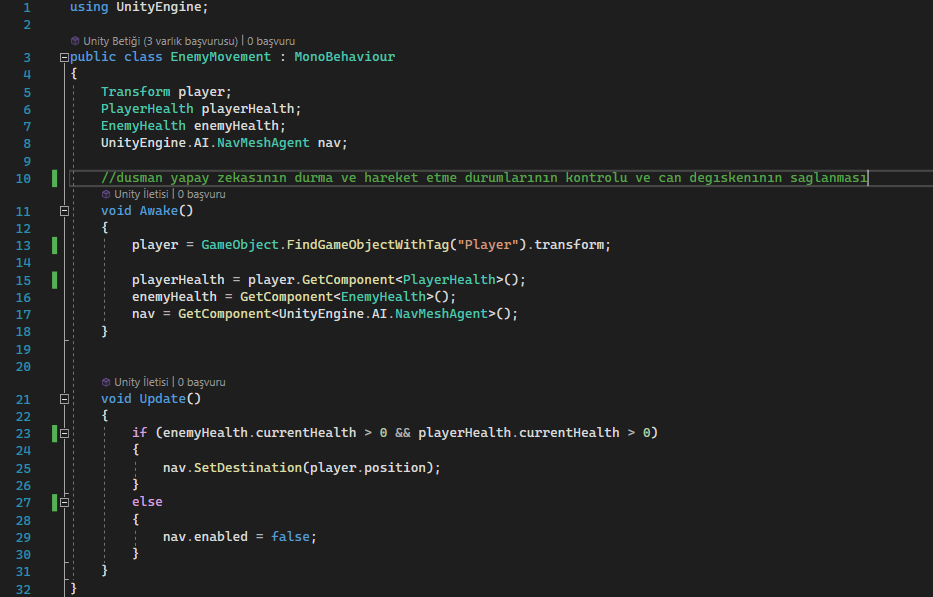 1 using UnityEngine;
2
Unity Betiği (3 varlık başvurusu) | 0 başvuru
3 public class EnemyMovement : MonoBehaviour
4 {
5 Transform player;
6 PlayerHealth playerHealth;
7 EnemyHealth enemyHealth;
8 UnityEngine.AI.NavMeshAgent nav;
9
10 //dusman yapay zekasının durma ve hareket etme durumlarının kontrolu ve can degıskenının saglanması
Unity İletisi | 0 başvuru
11 void Awake()
12 {
13 player = GameObject.FindGameObjectWithTag("Player").transform;
14
15 playerHealth = player.GetComponent<PlayerHealth>();
16 enemyHealth = GetComponent<EnemyHealth>();
17 nav = GetComponent<UnityEngine.AI.NavMeshAgent>();
18 }
19
20
Unity İletisi | 0 başvuru
21 void Update()
22 {
23 if (enemyHealth.currentHealth > 0 && playerHealth.currentHealth > 0)
24 {
25 nav.SetDestination(player.position);
26 }
27 else
28 {
29 nav.enabled = false;
30 }
31 }
32 }